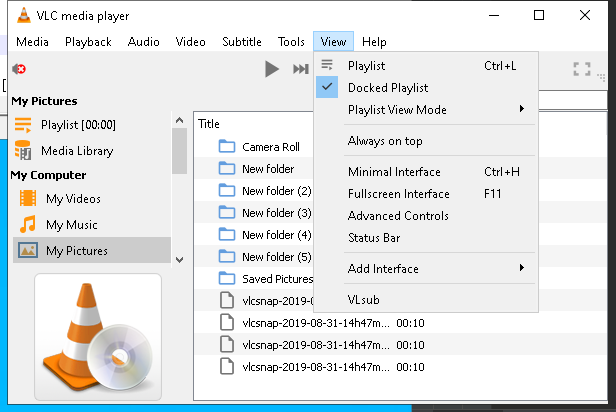 VLC media player
Media Playback Audio Video Subtitle Tools View Help
My Pictures
Playlist [00:00]
Media Library
My Computer
My Videos
My Music
My Pictures
Title
Camera Roll
New folder
New folder (2)
New folder (3)
New folder (4)
New folder (5)
Saved Pictures
vlcsnap-2019-0
vlcsnap-2019-08-31-14h47m... 00:10
vlcsnap-2019-08-31-14h47m... 00:10
vlcsnap-2019-08-31-14h47m... 00:10
Playlist Ctrl+L
Docked Playlist
Playlist View Mode
Always on top
Minimal Interface Ctrl+H
Fullscreen Interface F11
Advanced Controls
Status Bar
Add Interface
VLsub